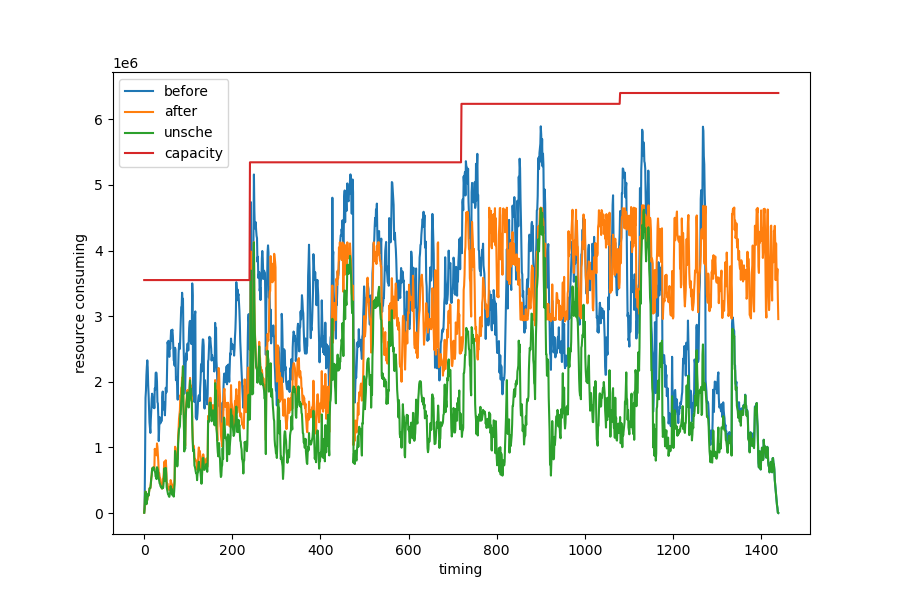 1e6
before
after
unsche
capacity
6
5
4
3
2
1
0
resource consuming
0 200 400 600 800 1000 1200 1400
timing